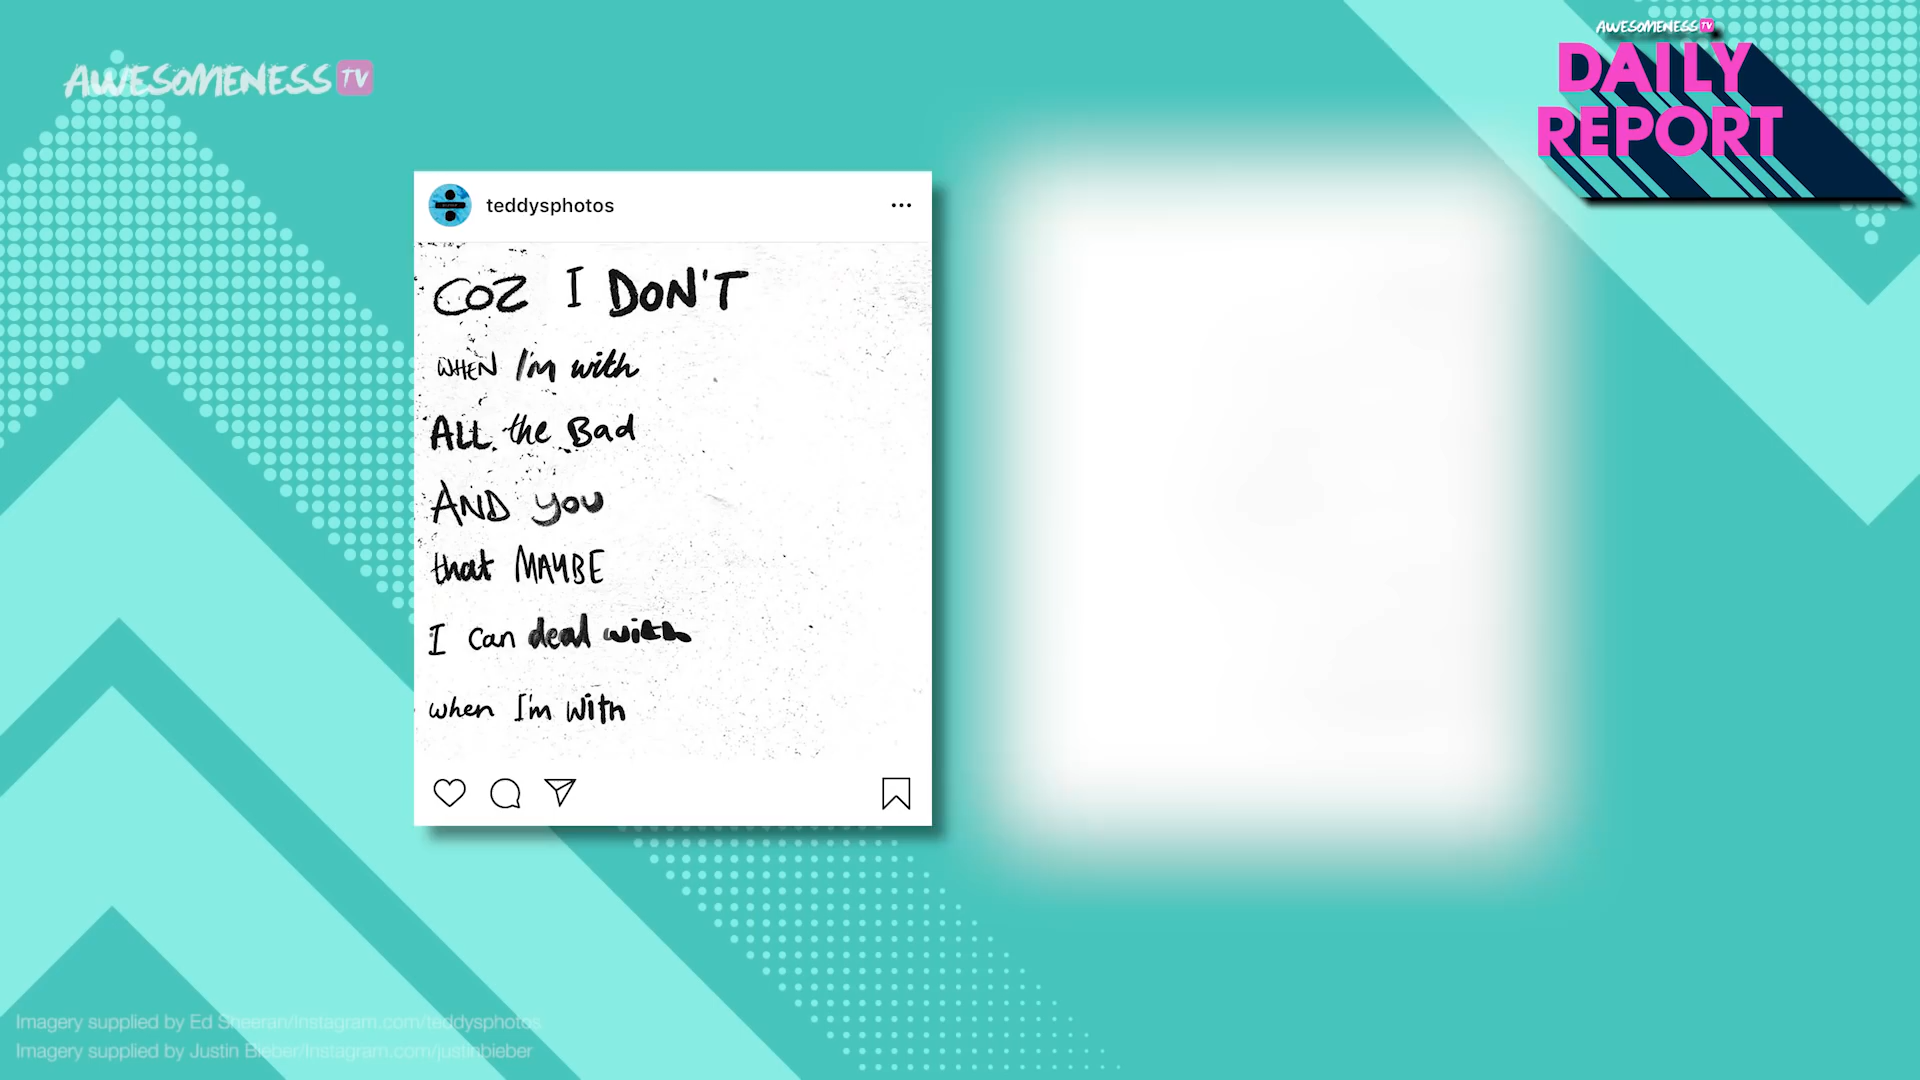 AWESOMENESS TV
AWESOMENESS TV
DAILY
REPORT
teddysphotos
COZ I DON'T
WHEN I'm with
ALL the Bad
AND you
that MAYBE
I can deal with
when I'm with
Imagery supplied by Ed Sheeran/Instagram.com/teddysphotos
Imagery supplied by Justin Bieber/Instagram.com/justinbieber